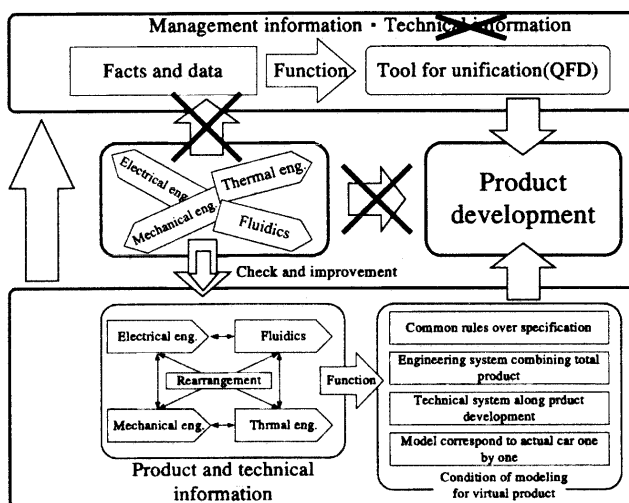 Management information・Technical information
Facts and data
Function
Tool for unification(QFD)
Electrical eng.
Thermal eng.
Mechanical eng.
Fluidics
Product
development
Check and improvement
Electrical eng.
Fluidics
Rearrangement
Mechanical eng.
Thrmal eng.
Product and technical
information
Function
Common rules over specification
Engineering system combining total
product
Technical system along prduct
development
Model correspond to actual car one
by one
Condition of modeling
for virtual product